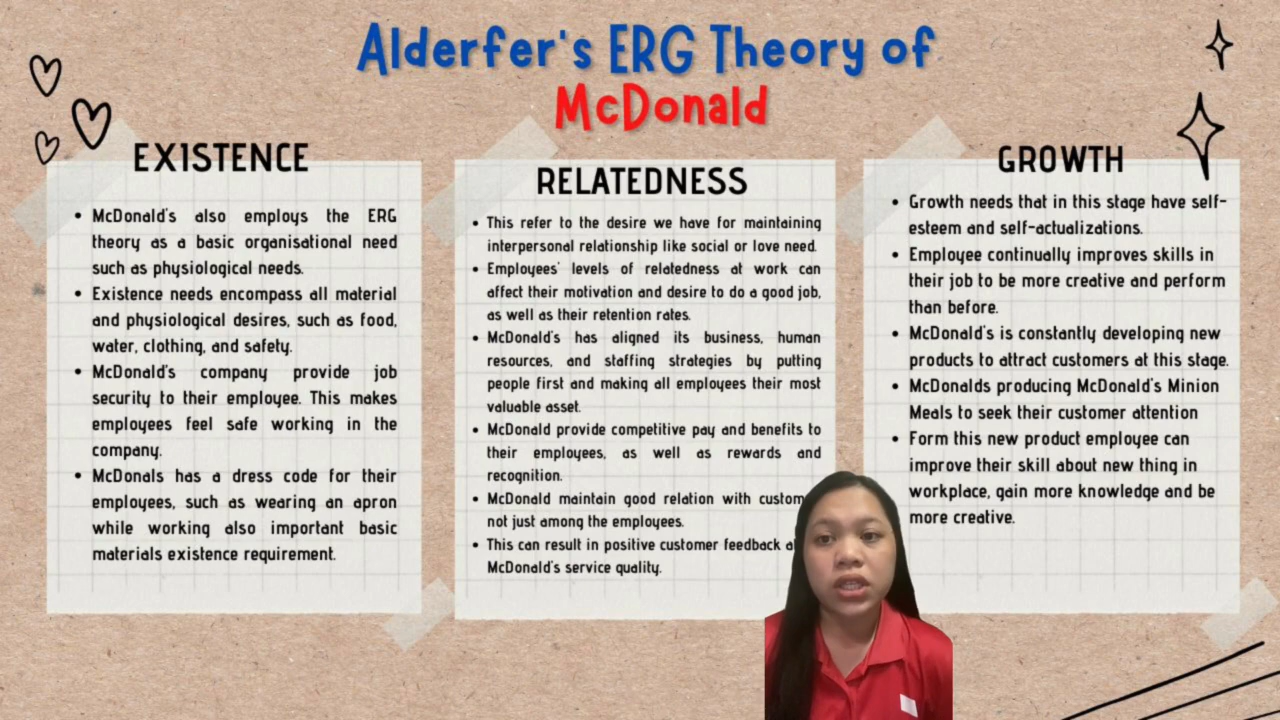 Alderfer's ERG Theory of
McDonald
EXISTENCE
McDonald's also employs the ERG
theory as a basic organisational need
such as physiological needs.
Existence needs encompass all material
and physiological desires, such as food,
water, clothing, and safety.
McDonald's company provide job
security to their employee. This makes
employees feel safe working in the
company.
McDonals has a dress code for their
employees, such as wearing an apron
while working also important basic
materials existence requirement.
RELATEDNESS
This refer to the desire we have for maintaining
interpersonal relationship like social or love need.
Employees' levels of relatedness at work can
affect their motivation and desire to do a good job,
as well as their retention rates.
McDonald's has aligned its business, human
resources, and staffing strategies by putting
people first and making all employees their most
valuable asset.
McDonald provide competitive pay and benefits to
their employees, as well as rewards and
recognition.
McDonald maintain good relation with custom
not just among the employees.
This can result in positive customer feedback
McDonald's service quality.
GROWTH
Growth needs that in this stage have self-
esteem and self-actualizations.
Employee continually improves skills in
their job to be more creative and perform
than before.
McDonald's is constantly developing new
products to attract customers at this stage.
McDonalds producing McDonald's Minion
Meals to seek their customer attention
Form this new product employee can
improve their skill about new thing in
workplace, gain more knowledge and be
more creative.